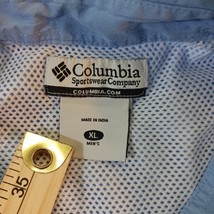 Columbia
Sportswear Company
COLUMBIA.COM
MADE IN INDIA
XL
MEN'S
35